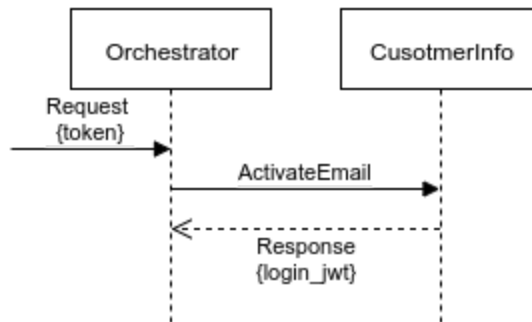 Orchestrator
CusotmerInfo
Request
{token}
ActivateEmail
Response
{login_jwt}